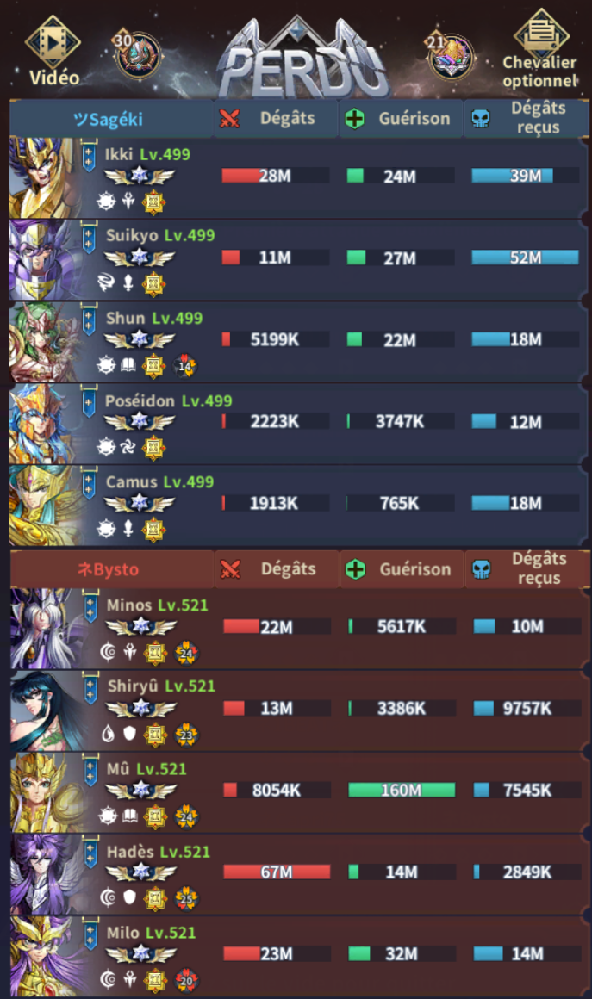 30
21
PERDU
Vidéo
Chevalier
optionnel
ツSagéki
Dégâts
Guérison
Dégâts
reçus
Ikki Lv.499
28M
24M
39M
Suikyo Lv.499
11M
27M
52M
Shun Lv.499
5199K
22M
18M
14
Poséidon Lv.499
2223K
3747K
12M
Camus Lv.499
1913K
765K
18M
ネBysto
Dégâts
Guérison
Dégâts
reçus
Minos Lv.521
22M
5617K
10M
24
Shiryû Lv.521
13M
3386K
9757K
23
Mû Lv.521
8054K
160M
7545K
24
Hadès Lv.521
67M
14M
2849K
25
Milo Lv.521
23M
32M
14M
20